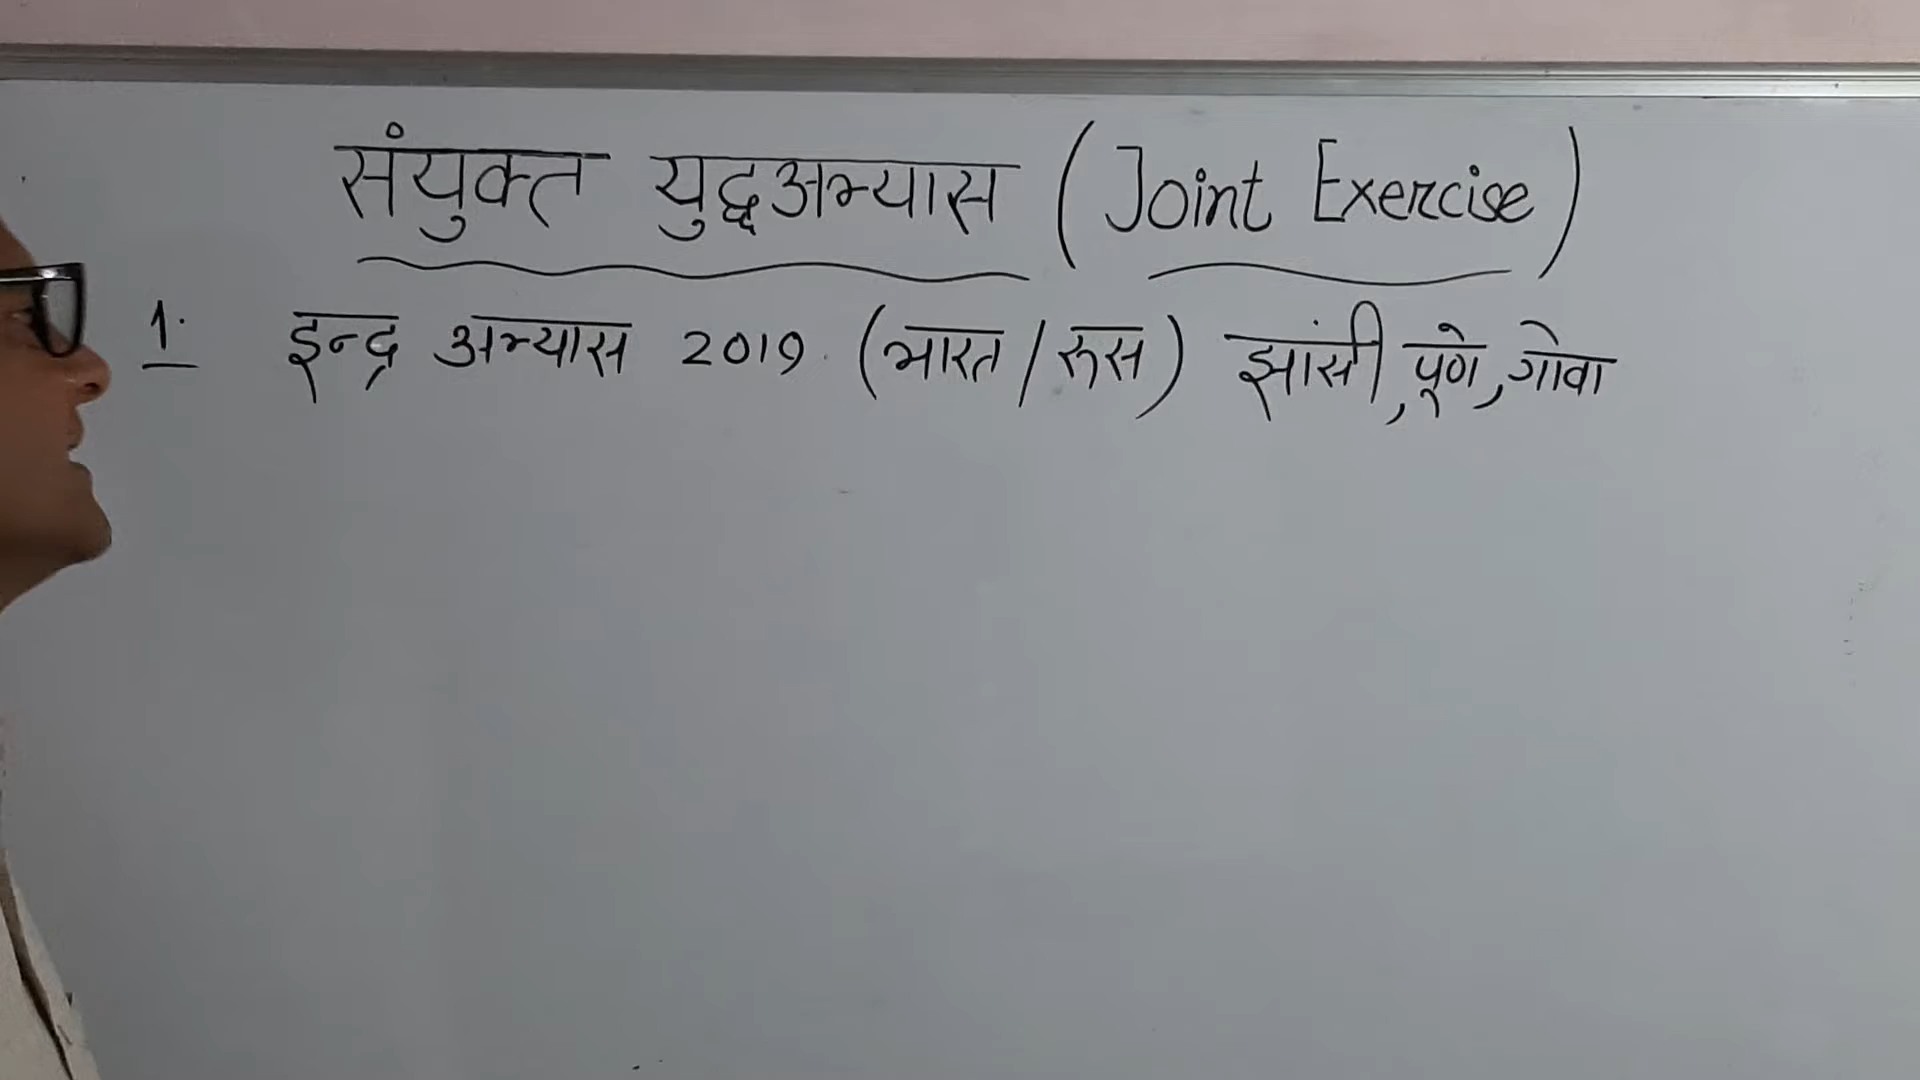 संयुक्त युद्धअभ्यास (Joint Exercise)
1. इन्द्र अभ्यास 2019. (भारत/रूस) झांसी, पूणे, गोवा